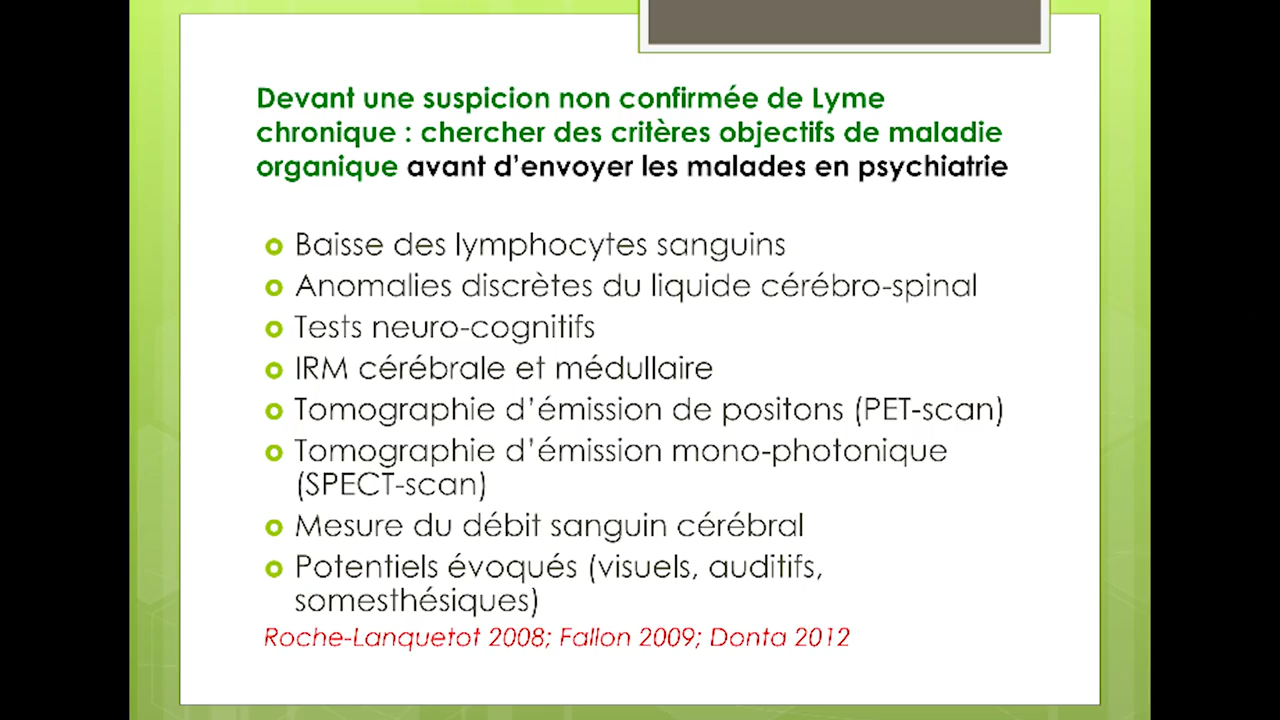 Devant une suspicion non confirmée de Lyme
chronique : chercher des critères objectifs de maladie
organique avant d’envoyer les malades en psychiatrie
Baisse des lymphocytes sanguins
Anomalies discrètes du liquide cérébro-spinal
Tests neuro-cognitifs
IRM cérébrale et médullaire
Tomographie d’émission de positons (PET-scan)
Tomographie d’émission mono-photonique
(SPECT-scan)
Mesure du débit sanguin cérébral
Potentiels évoqués (visuels, auditifs,
somesthésiques)
Roche-Lanquetot 2008; Fallon 2009; Donta 2012